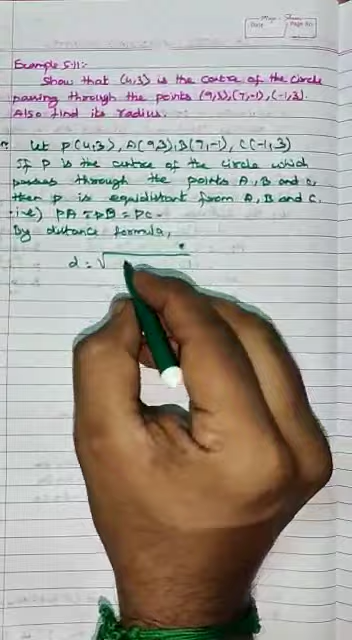 Date
Page No
Example 5.11:-
Show that (4,3) is the centre of the circle
passing through the points (9,3),(7,-1),(-1,3).
Also find its radius.
Let P(4,3), A(9,3), B(7,-1), C(-1,3)
If P is the centre of the circle which
passes through the points A, B and C,
then P is equidistant from A, B and C.
i.e) PA = PB = PC.
By distance formula,
d = √